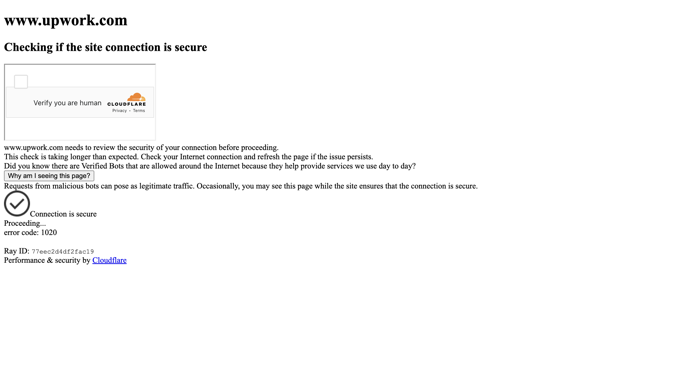 www.upwork.com
Checking if the site connection is secure
Verify you are human
CLOUDFLARE
Privacy • Terms
www.upwork.com needs to review the security of your connection before proceeding.
This check is taking longer than expected. Check your Internet connection and refresh the page if the issue persists.
Did you know there are Verified Bots that are allowed around the Internet because they help provide services we use day to day?
Why am I seeing this page?
Requests from malicious bots can pose as legitimate traffic. Occasionally, you may see this page while the site ensures that the connection is secure.
Connection is secure
Proceeding...
error code: 1020
Ray ID: 77eec2d4df2fac19
Performance & security by Cloudflare